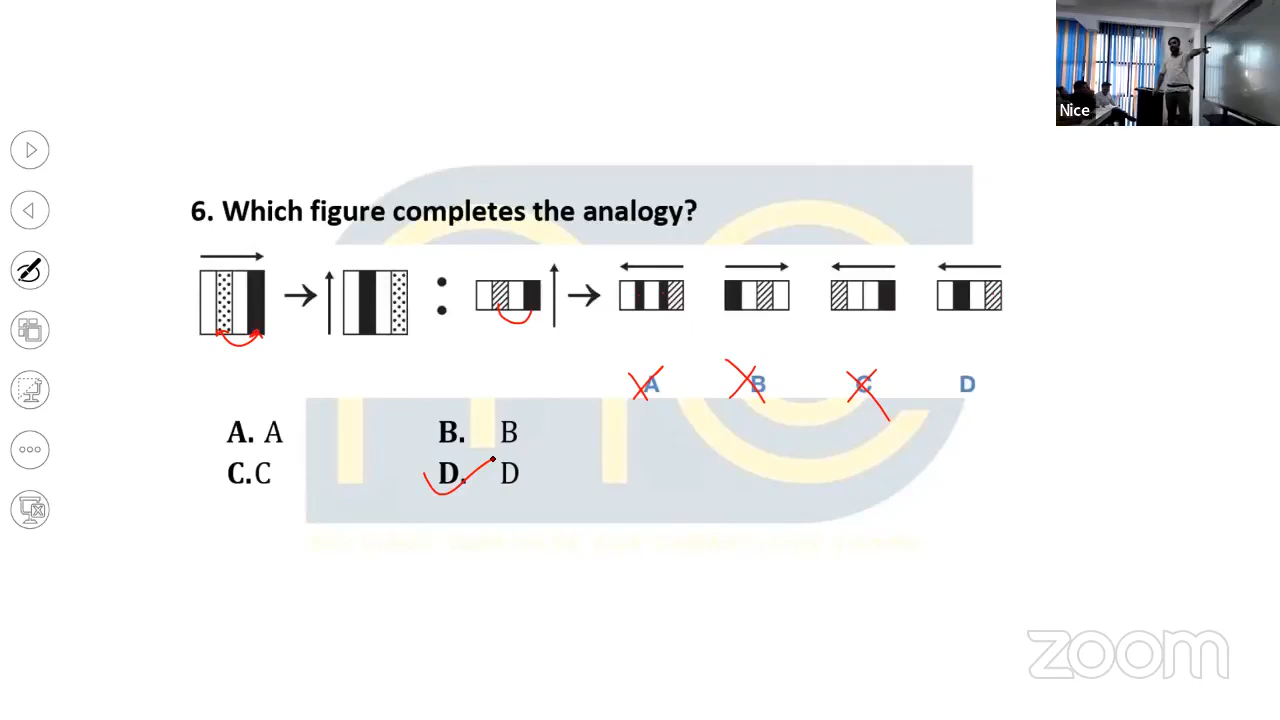 Nice
6. Which figure completes the analogy?
A B C D
A. A B. B
C.C D. D
zoom